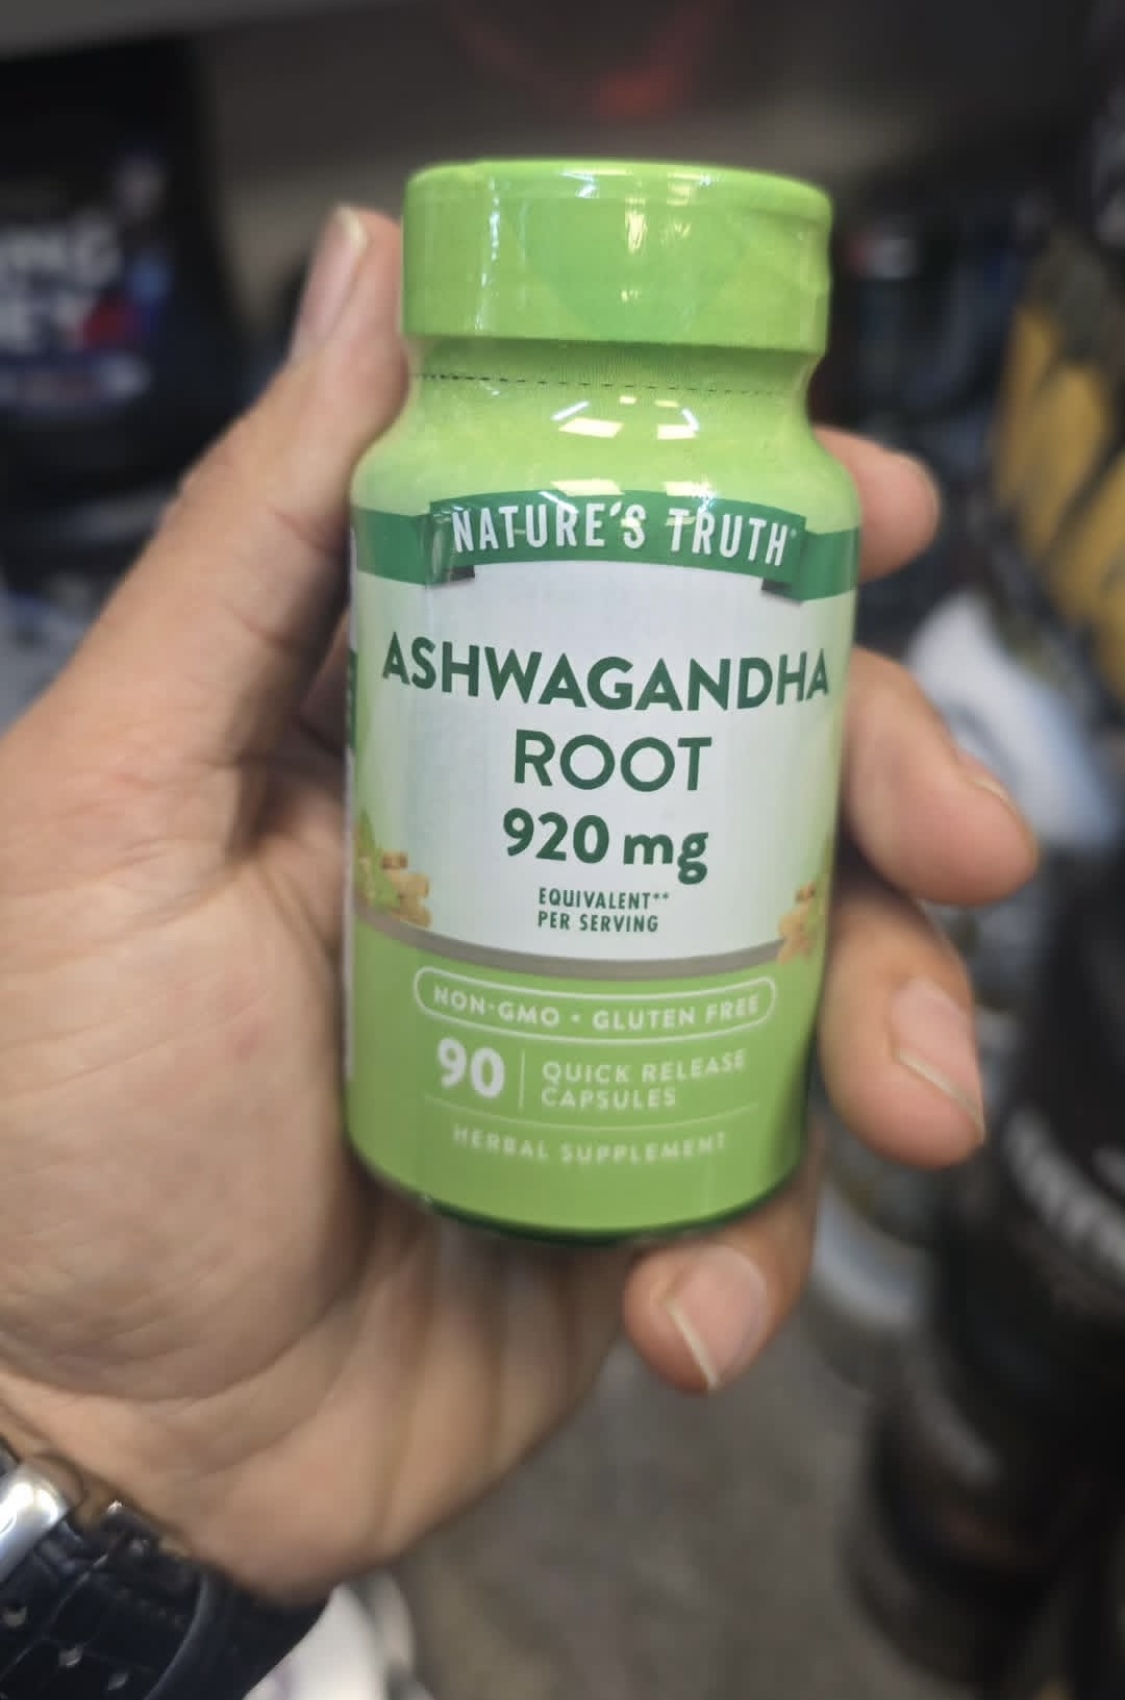 NATURE'S TRUTH®
ASHWAGANDHA
ROOT
920 mg
EQUIVALENT**
PER SERVING
NON-GMO • GLUTEN FREE
90
QUICK RELEASE
CAPSULES
HERBAL SUPPLEMENT